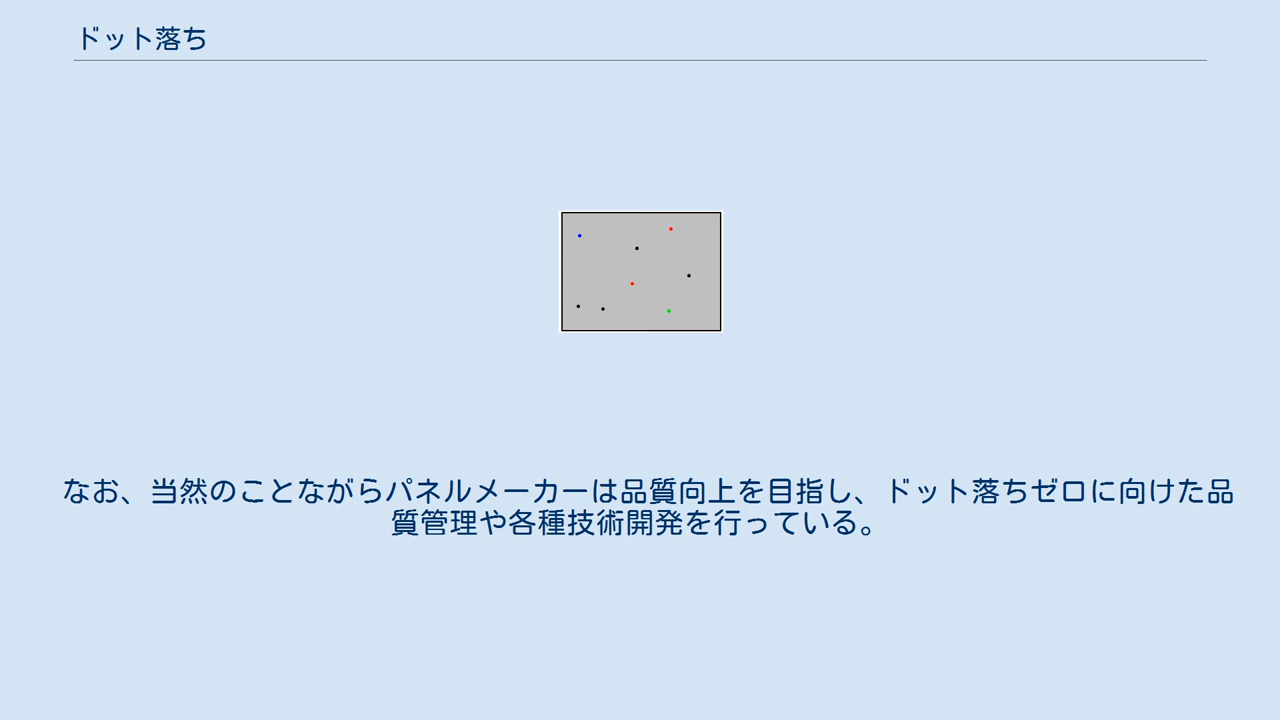 ドット落ち
なお、当然のことながらパネルメーカーは品質向上を目指し、ドット落ちゼロに向けた品
質管理や各種技術開発を行っている。